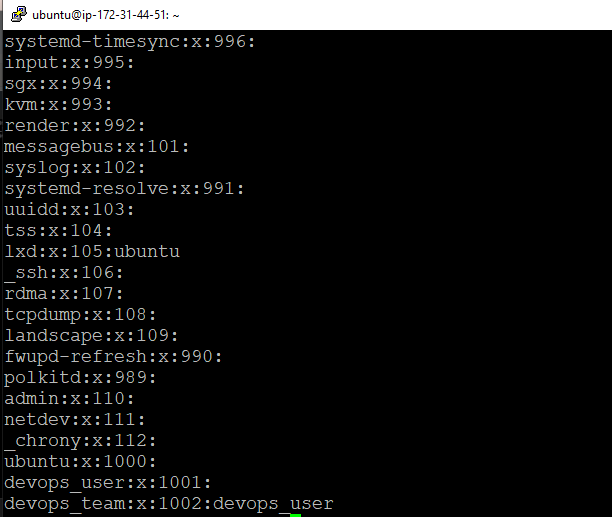 ubuntu@ip-172-31-44-51: ~
systemd-timesync:x:996:
input:x:995:
sgx:x:994:
kvm:x:993:
render:x:992:
messagebus:x:101:
syslog:x:102:
systemd-resolve:x:991:
uuidd:x:103:
tss:x:104:
lxd:x:105:ubuntu
_ssh:x:106:
rdma:x:107:
tcpdump:x:108:
landscape:x:109:
fwupd-refresh:x:990:
polkitd:x:989:
admin:x:110:
netdev:x:111:
_chrony:x:112:
ubuntu:x:1000:
devops_user:x:1001:
devops_team:x:1002:devops_user